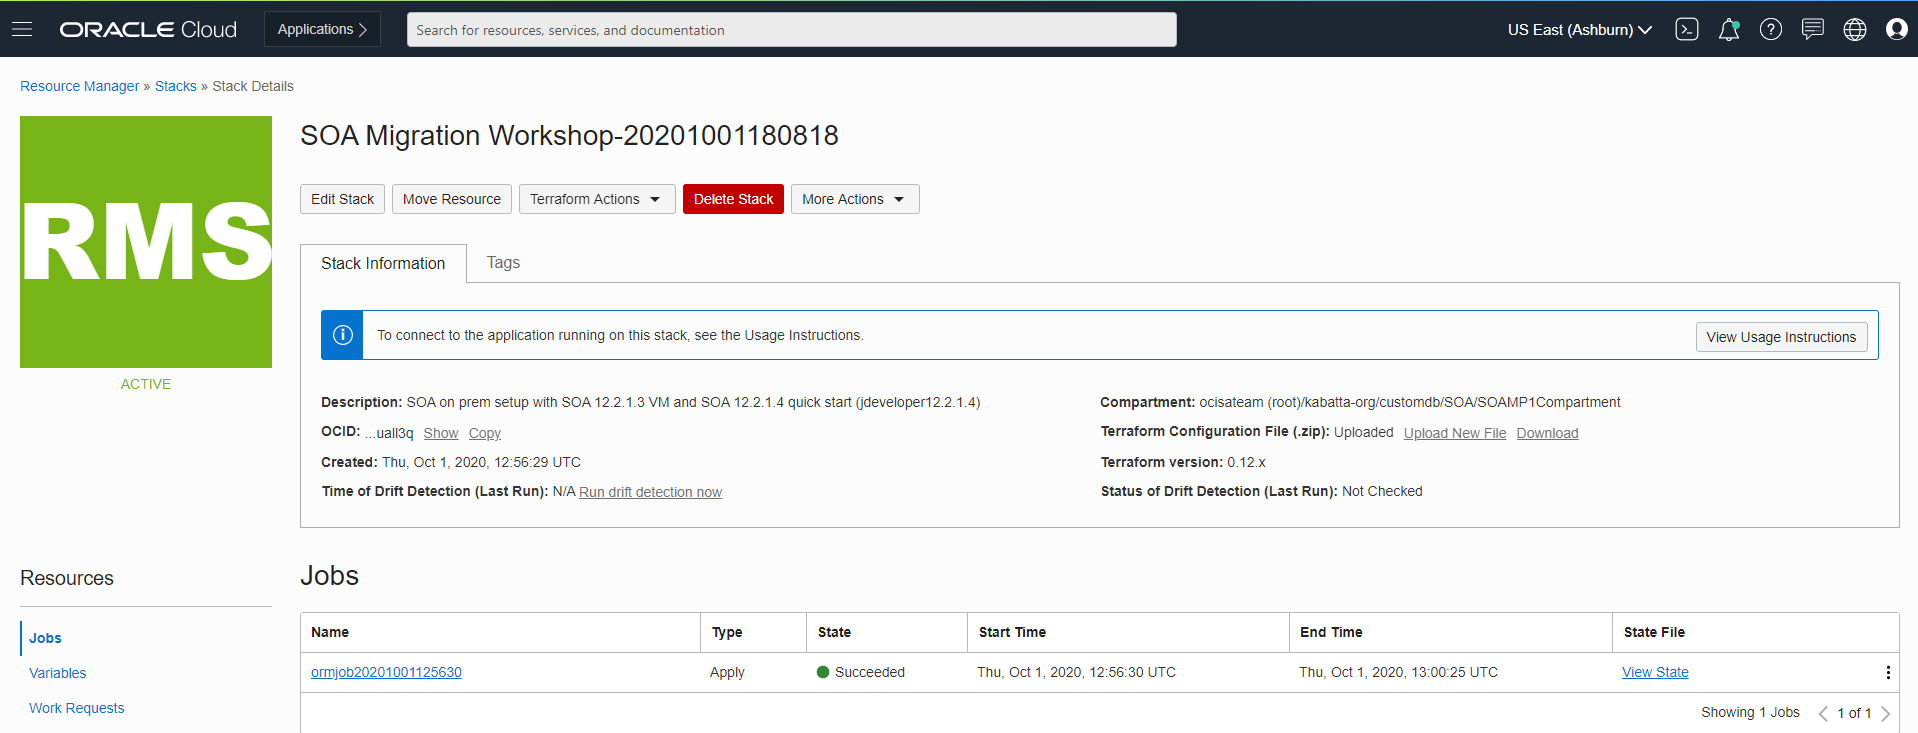 ORACLE Cloud Applications Search for resources, services, and documentation US East (Ashburn)
Resource Manager » Stacks » Stack Details
RMS
ACTIVE
SOA Migration Workshop-20201001180818
Edit Stack Move Resource Terraform Actions Delete Stack More Actions
Stack Information Tags
To connect to the application running on this stack, see the Usage Instructions. View Usage Instructions
Description: SOA on prem setup with SOA 12.2.1.3 VM and SOA 12.2.1.4 quick start (jdeveloper12.2.1.4)
OCID: ...uall3q Show Copy
Created: Thu, Oct 1, 2020, 12:56:29 UTC
Time of Drift Detection (Last Run): N/A Run drift detection now
Compartment: ocisateam (root)/kabatta-org/customdb/SOA/SOAMP1Compartment
Terraform Configuration File (.zip): Uploaded Upload New File Download
Terraform version: 0.12.x
Status of Drift Detection (Last Run): Not Checked
Resources
Jobs
Variables
Work Requests
Jobs
Name Type State Start Time End Time State File
ormjob20201001125630 Apply Succeeded Thu, Oct 1, 2020, 12:56:30 UTC Thu, Oct 1, 2020, 13:00:25 UTC View State
Showing 1 Jobs 1 of 1